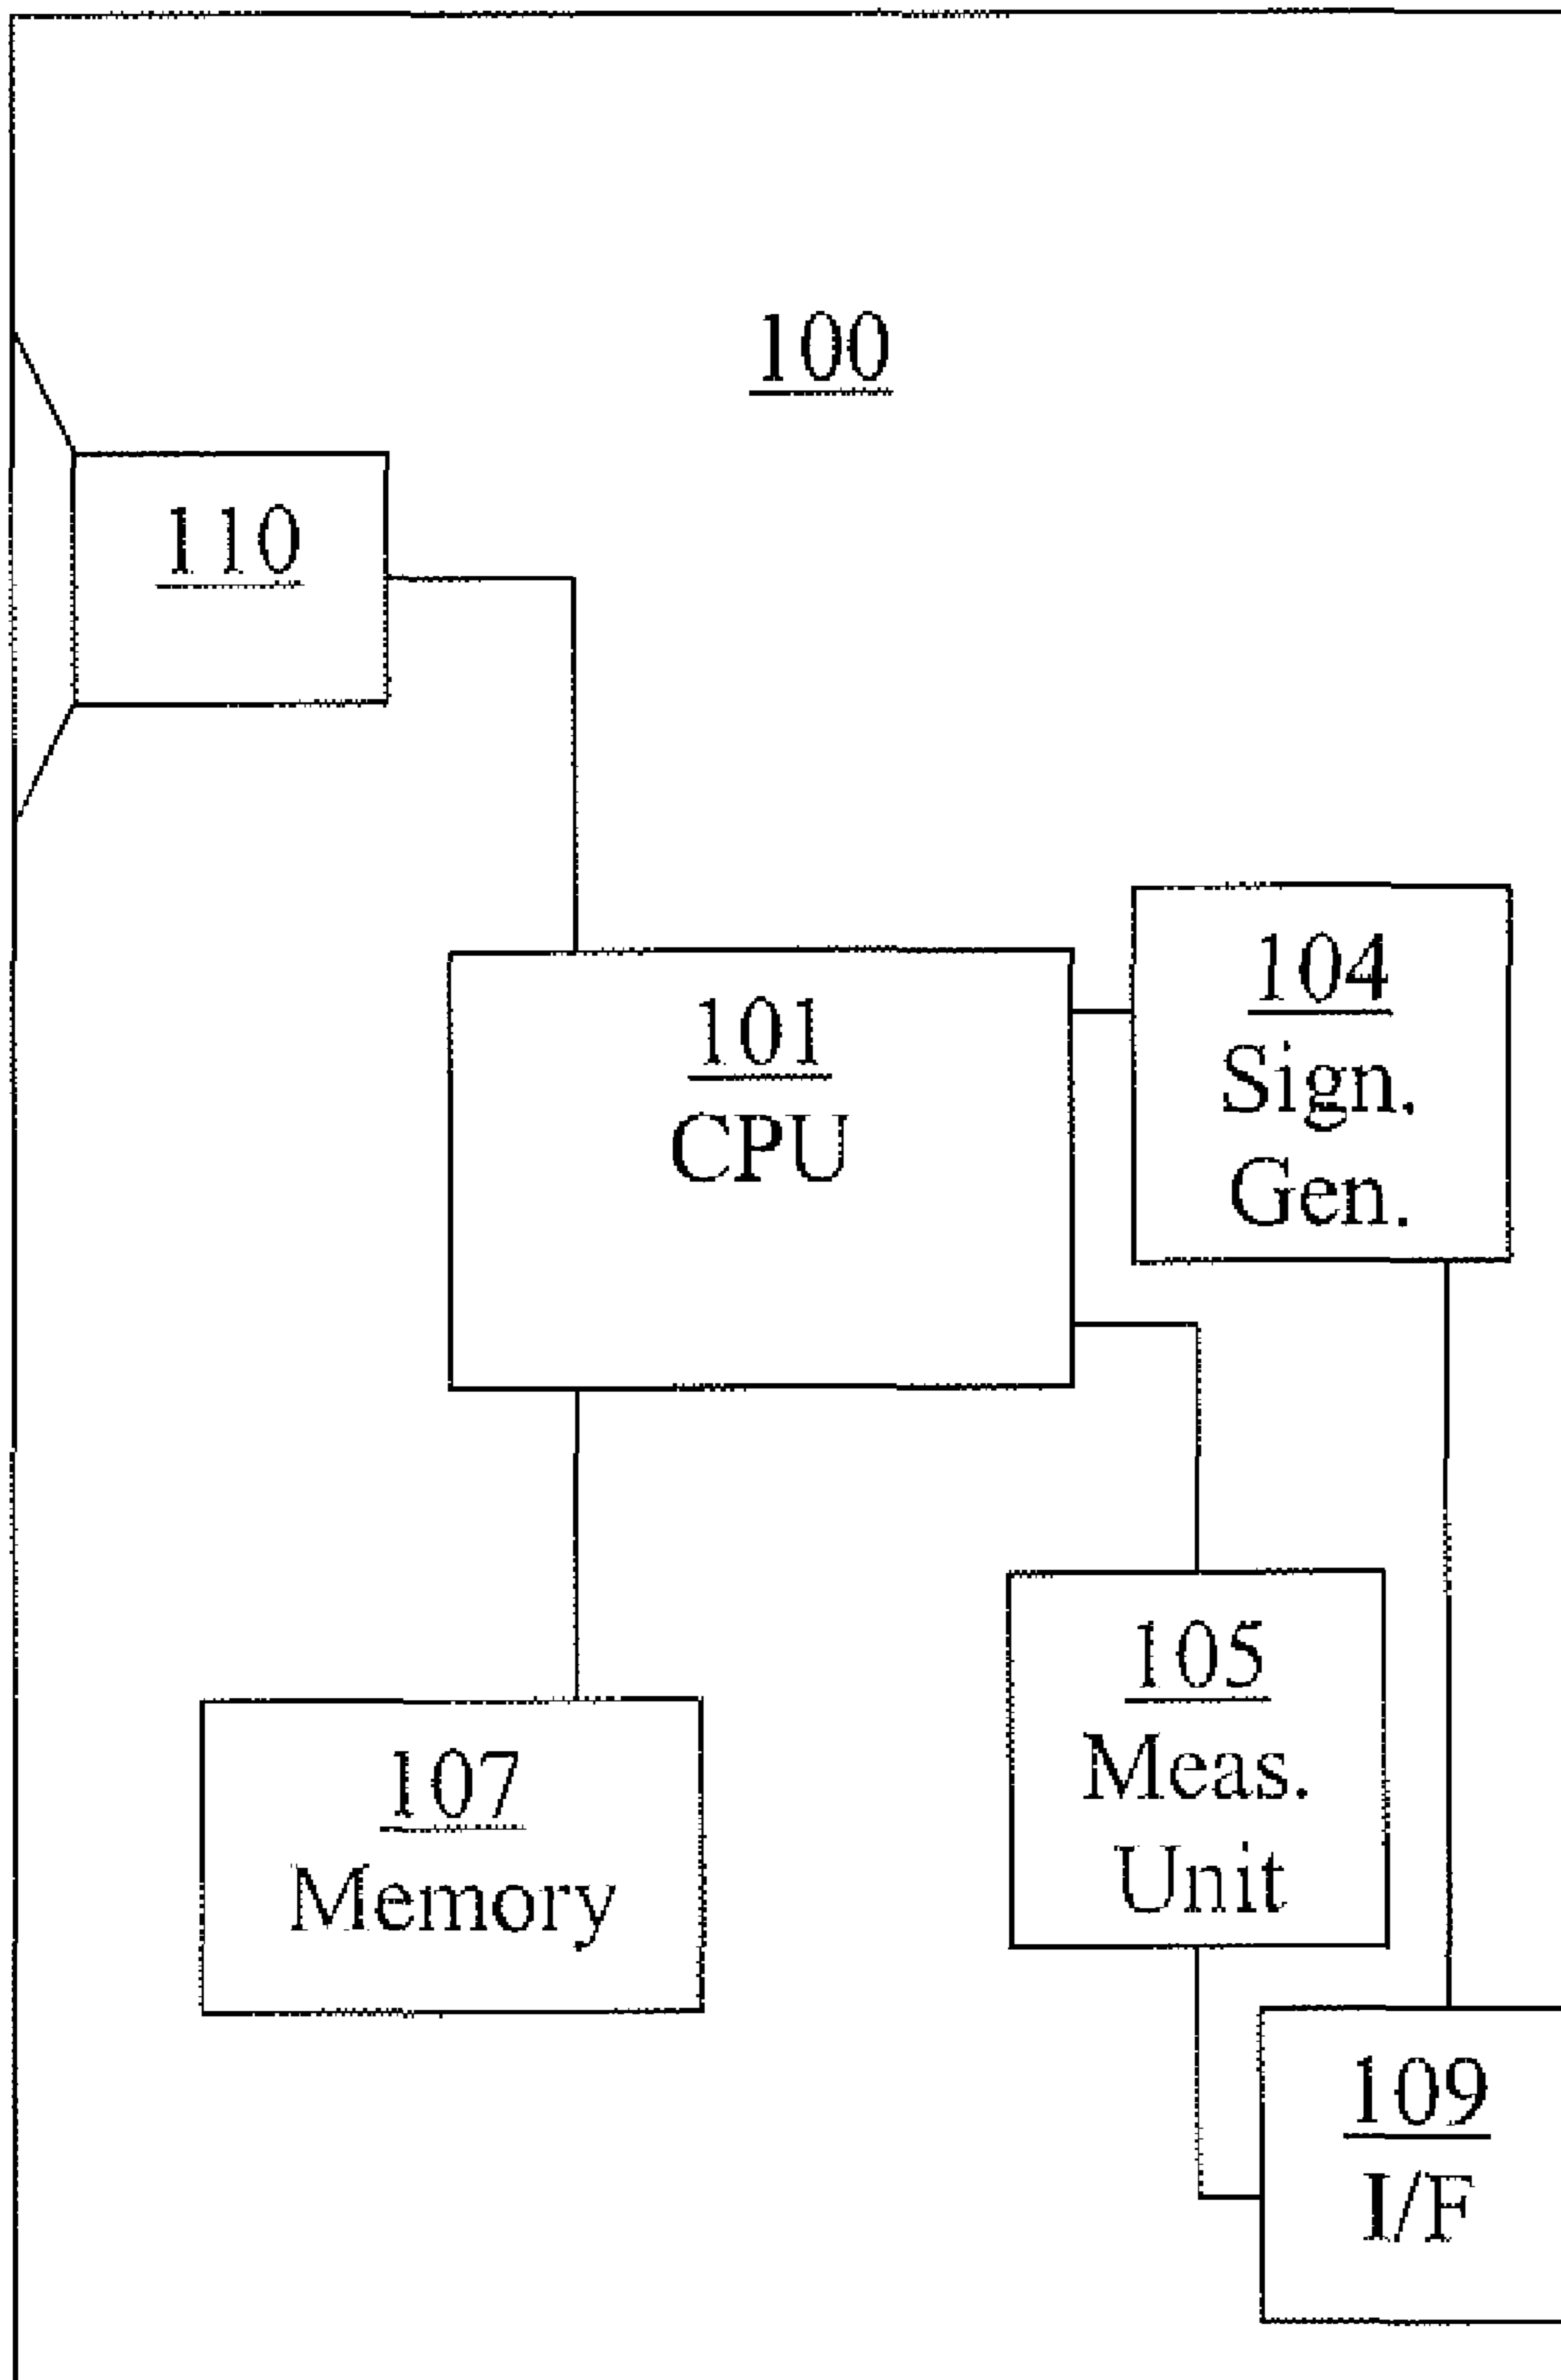 100
110
101
CPU
104
Sign.
Gen.
105
Meas.
Unit
107
Memory
109
I/F